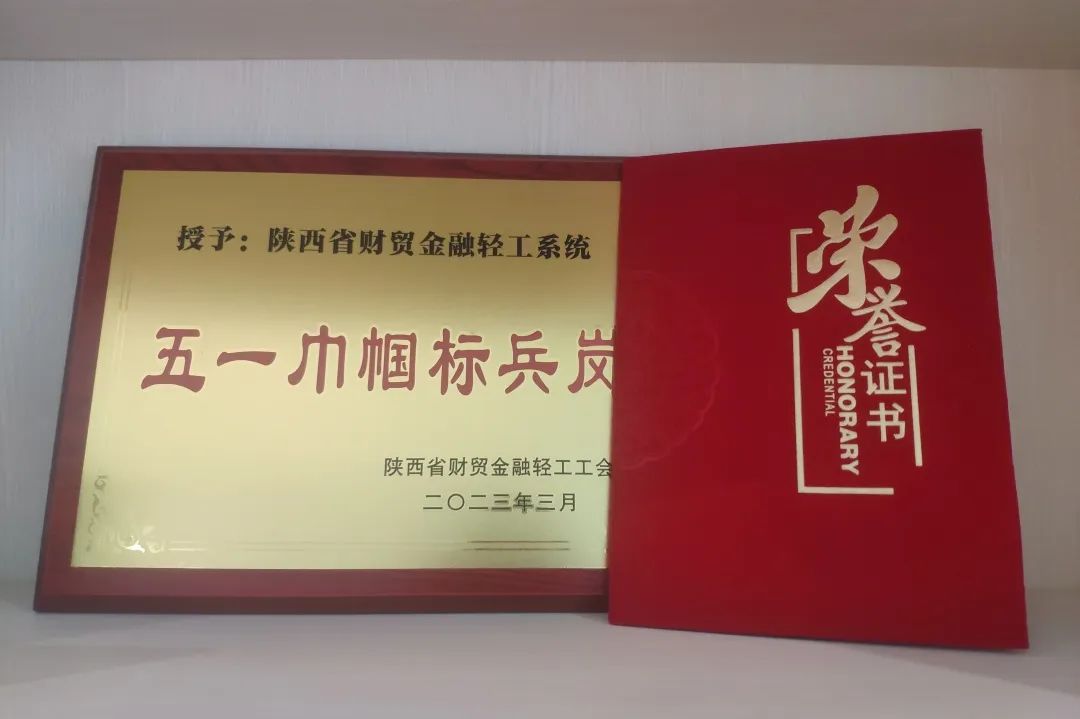 授予：陕西省财贸金融轻工系统
五一巾帼标兵岗
陕西省财贸金融轻工工会
二〇二三年三月
荣誉证书
HONORARY
CREDENTIAL